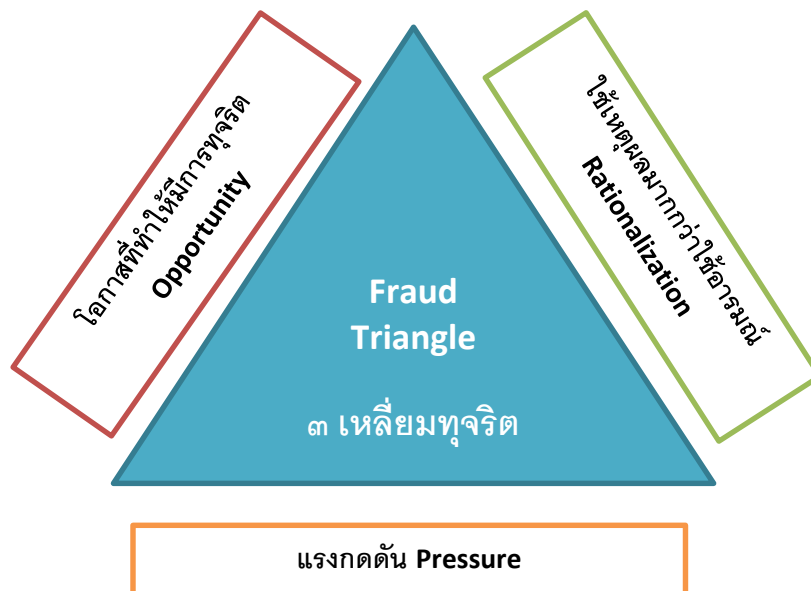 โอกาสที่ทำให้มีการทุจริต
Opportunity
ใช้เหตุผลมากกว่าใช้อารมณ์
Rationalization
Fraud
Triangle
๓ เหลี่ยมทุจริต
แรงกดดัน Pressure